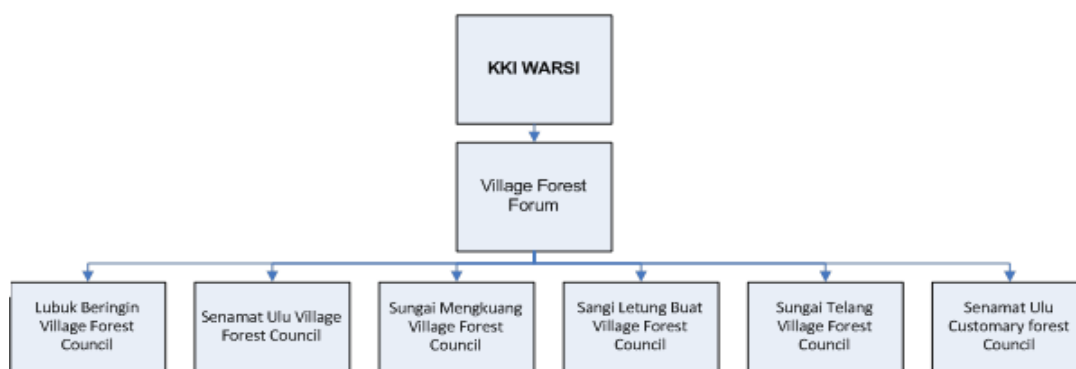 KKI WARSI
Village Forest
Forum
Lubuk Beringin
Village Forest
Council
Senamat Ulu Village
Forest Council
Sungai Mengkuang
Village Forest
Council
Sangi Letung Buat
Village Forest
Council
Sungai Telang
Village Forest
Council
Senamat Ulu
Customary forest
Council